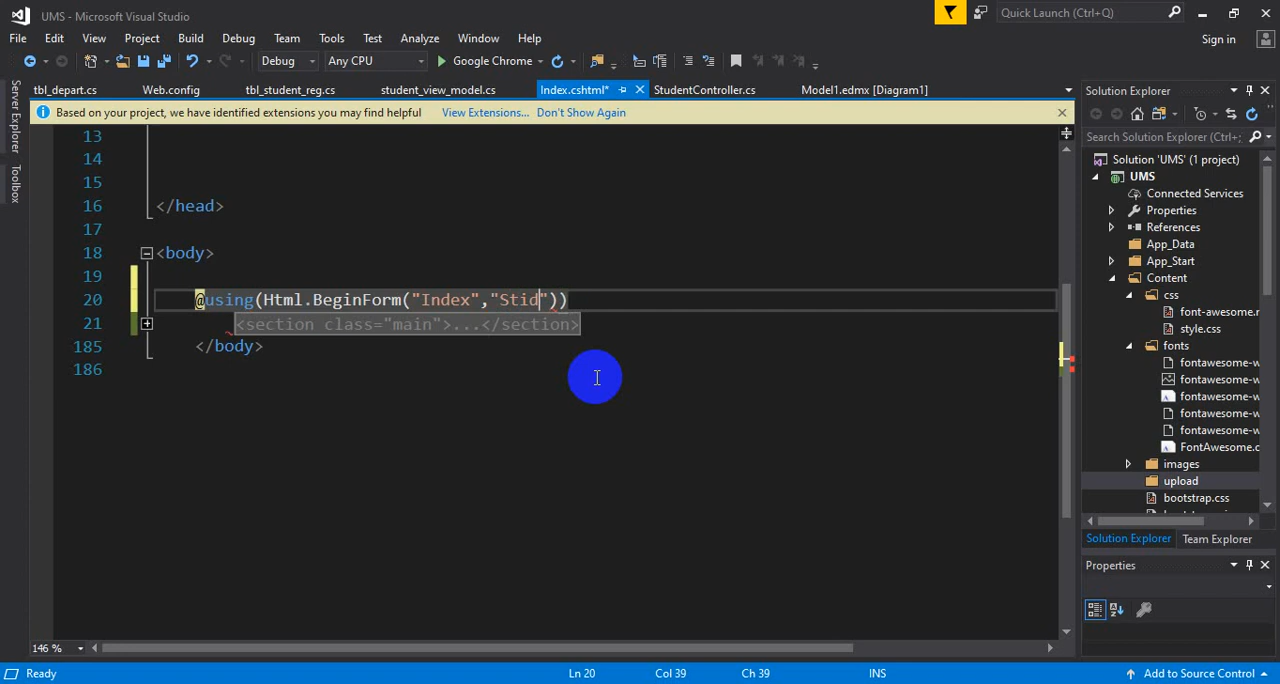 UMS - Microsoft Visual Studio
Quick Launch (Ctrl+Q)
File Edit View Project Build Debug Team Tools Test Analyze Window Help
Sign in
Debug Any CPU Google Chrome
tbl_depart.cs Web.config tbl_student_reg.cs student_view_model.cs Index.cshtml* StudentController.cs Model1.edmx [Diagram1]
Based on your project, we have identified extensions you may find helpful View Extensions... Don't Show Again
Server Explorer
Toolbox
13
14
15
16 </head>
17
18 <body>
19
20 @using(Html.BeginForm("Index","Stid"))
21 <section class="main">...</section>
185 </body>
186
146 %
Solution Explorer
Search Solution Explorer (Ctrl+;
Solution 'UMS' (1 project)
UMS
Connected Services
Properties
References
App_Data
App_Start
Content
css
font-awesome.r
style.css
fonts
fontawesome-w
fontawesome-w
fontawesome-w
fontawesome-w
fontawesome-w
FontAwesome.c
images
upload
bootstrap.css
Solution Explorer Team Explorer
Properties
Ready Ln 20 Col 39 Ch 39 INS Add to Source Control